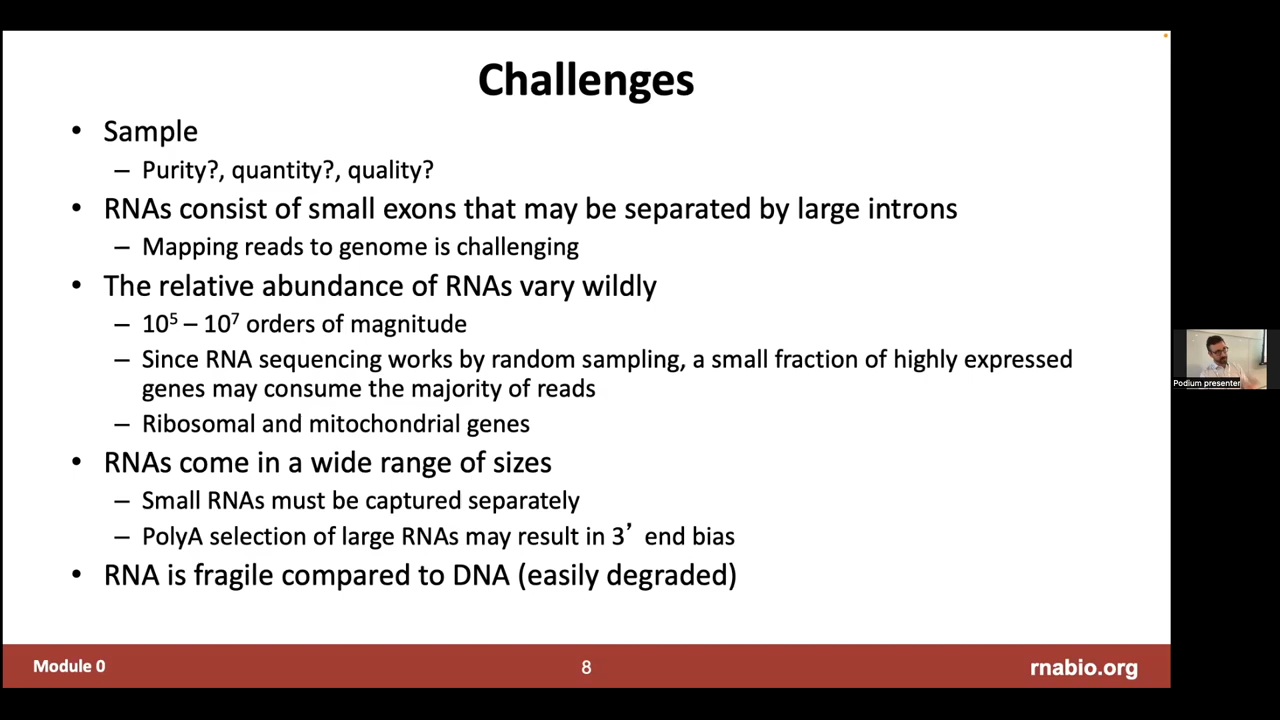 Challenges
• Sample
– Purity?, quantity?, quality?
• RNAs consist of small exons that may be separated by large introns
– Mapping reads to genome is challenging
• The relative abundance of RNAs vary wildly
– 10⁵ – 10⁷ orders of magnitude
– Since RNA sequencing works by random sampling, a small fraction of highly expressed
genes may consume the majority of reads
– Ribosomal and mitochondrial genes
• RNAs come in a wide range of sizes
– Small RNAs must be captured separately
– PolyA selection of large RNAs may result in 3’ end bias
• RNA is fragile compared to DNA (easily degraded)
Module 0
8
rnabio.org
Podium presenter